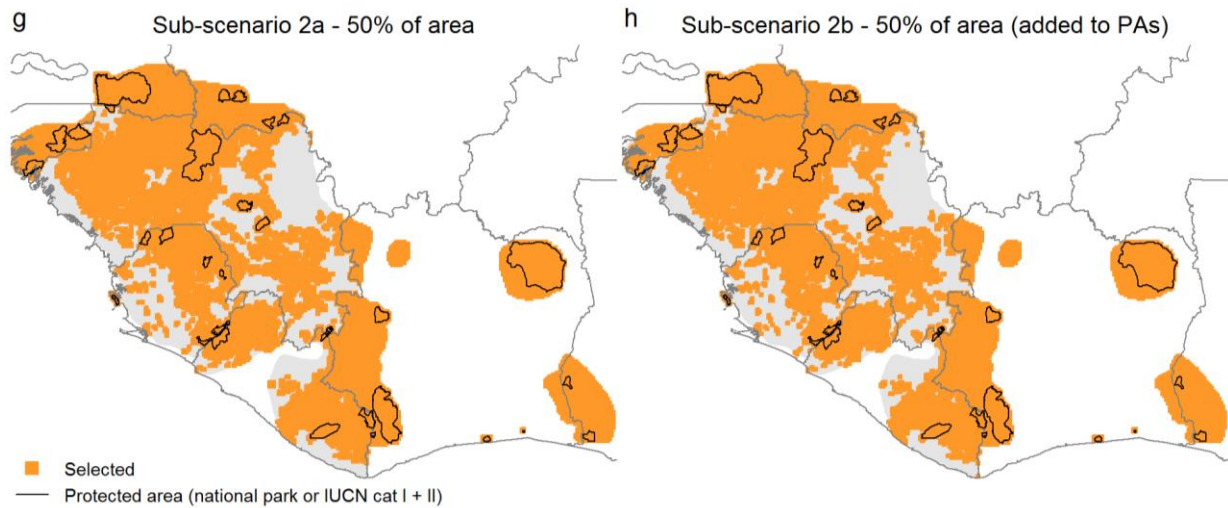 g
Sub-scenario 2a - 50% of area
h
Sub-scenario 2b - 50% of area (added to PAs)
Selected
Protected area (national park or IUCN cat I + II)